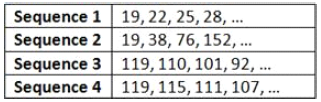 Sequence 1 19, 22, 25, 28, ...
Sequence 2 19, 38, 76, 152, ...
Sequence 3 119, 110, 101, 92, ...
Sequence 4 119, 115, 111, 107, ...